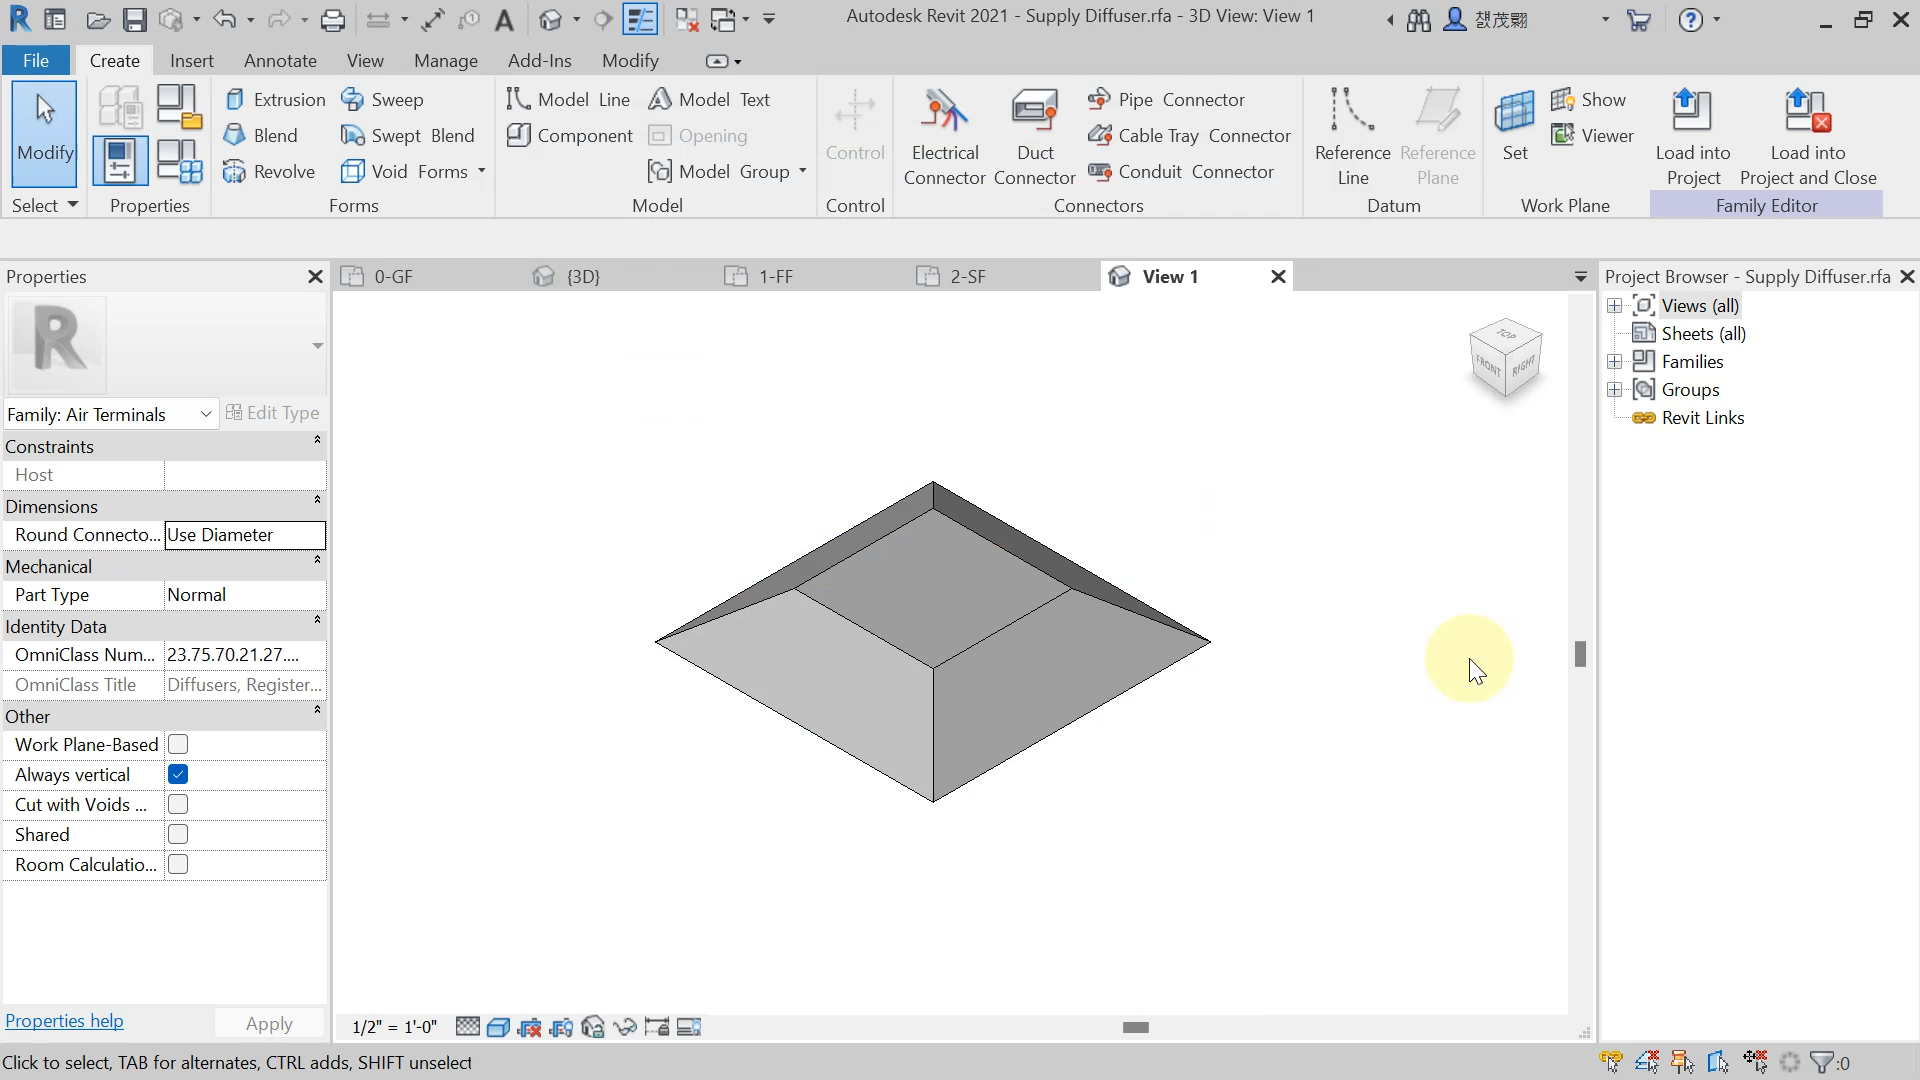 Autodesk Revit 2021 - Supply Diffuser.rfa - 3D View: View 1
File Create Insert Annotate View Manage Add-Ins Modify
Modify
Select
Properties
Extrusion Sweep
Blend Swept Blend
Revolve Void Forms
Forms
Model Line Model Text
Component Opening
Model Group
Model
Control
Control
Electrical Connector
Duct Connector
Pipe Connector
Cable Tray Connector
Conduit Connector
Connectors
Reference Line
Reference Plane
Datum
Set
Show
Viewer
Work Plane
Load into Project
Load into Project and Close
Family Editor
Properties
R
Family: Air Terminals
Edit Type
Constraints
Host
Dimensions
Round Connecto... Use Diameter
Mechanical
Part Type Normal
Identity Data
OmniClass Num... 23.75.70.21.27....
OmniClass Title Diffusers, Register...
Other
Work Plane-Based
Always vertical
Cut with Voids ...
Shared
Room Calculatio...
Properties help
Apply
0-GF {3D} 1-FF 2-SF View 1
TOP
FRONT RIGHT
1/2" = 1'-0"
Project Browser - Supply Diffuser.rfa
Views (all)
Sheets (all)
Families
Groups
Revit Links
Click to select, TAB for alternates, CTRL adds, SHIFT unselect
:0